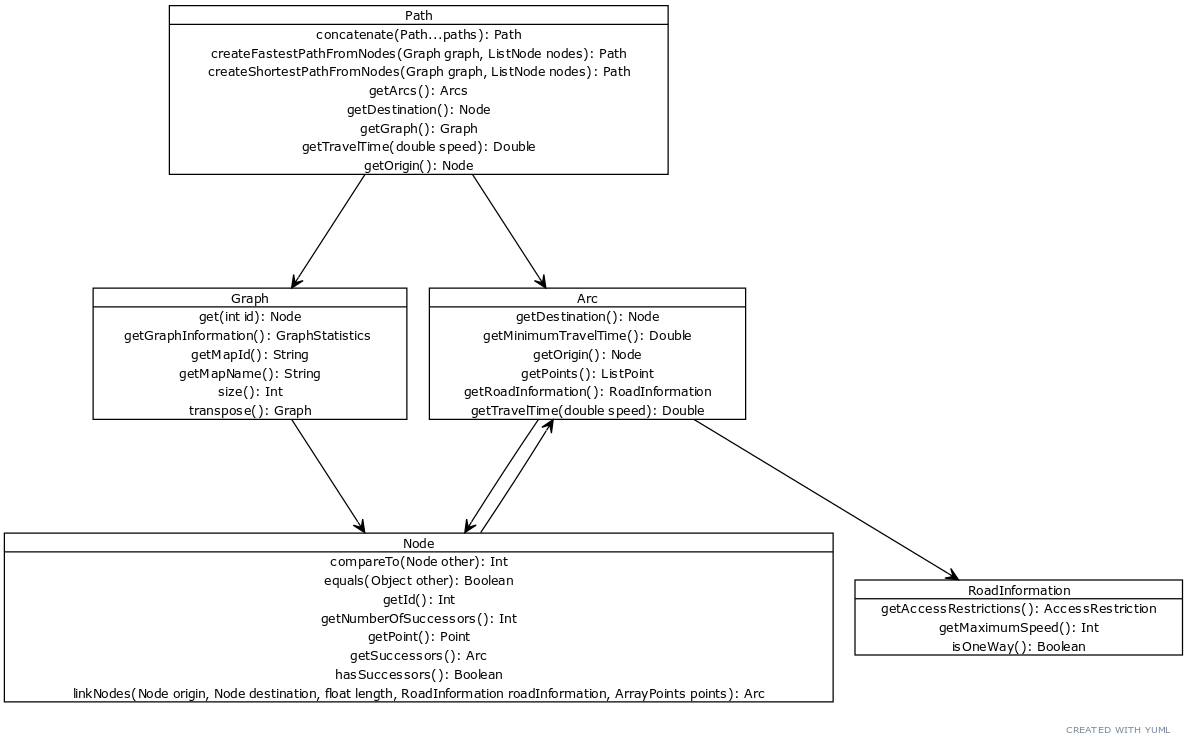 Path
concatenate(Path...paths): Path
createFastestPathFromNodes(Graph graph, ListNode nodes): Path
createShortestPathFromNodes(Graph graph, ListNode nodes): Path
getArcs(): Arcs
getDestination(): Node
getGraph(): Graph
getTravelTime(double speed): Double
getOrigin(): Node
Graph
get(int id): Node
getGraphInformation(): GraphStatistics
getMapId(): String
getMapName(): String
size(): Int
transpose(): Graph
Arc
getDestination(): Node
getMinimumTravelTime(): Double
getOrigin(): Node
getPoints(): ListPoint
getRoadInformation(): RoadInformation
getTravelTime(double speed): Double
Node
compareTo(Node other): Int
equals(Object other): Boolean
getId(): Int
getNumberOfSuccessors(): Int
getPoint(): Point
getSuccessors(): Arc
hasSuccessors(): Boolean
linkNodes(Node origin, Node destination, float length, RoadInformation roadInformation, ArrayPoints points): Arc
RoadInformation
getAccessRestrictions(): AccessRestriction
getMaximumSpeed(): Int
isOneWay(): Boolean
CREATED WITH YUML